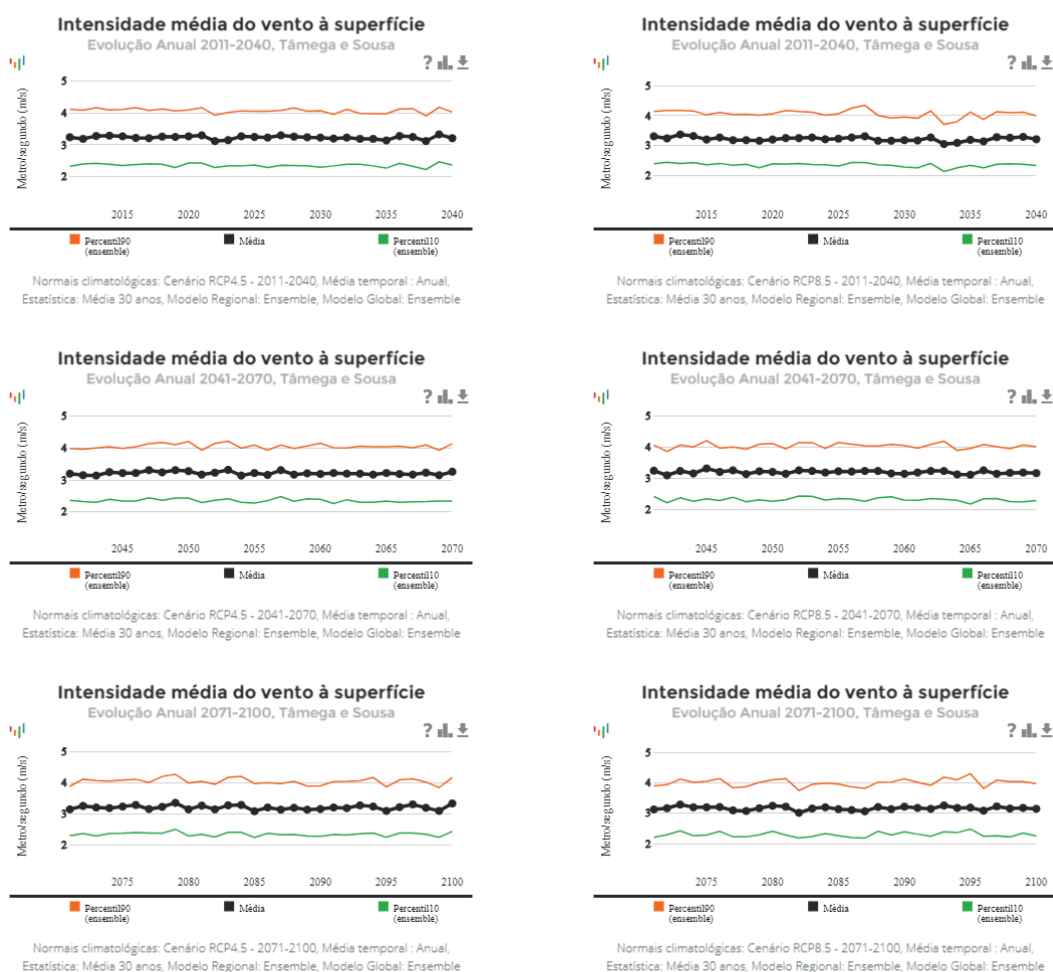 Intensidade média do vento à superfície
Evolução Anual 2011-2040, Tâmega e Sousa
?
Metro/segundo (m/s)
5
4
3
2
2015 2020 2025 2030 2035 2040
Percentil90 (ensemble) Média Percentil10 (ensemble)
Normais climatológicas: Cenário RCP4.5 - 2011-2040, Média temporal : Anual,
Estatística: Média 30 anos, Modelo Regional: Ensemble, Modelo Global: Ensemble
Intensidade média do vento à superfície
Evolução Anual 2011-2040, Tâmega e Sousa
?
Metro/segundo (m/s)
5
4
3
2
2015 2020 2025 2030 2035 2040
Percentil90 (ensemble) Média Percentil10 (ensemble)
Normais climatológicas: Cenário RCP8.5 - 2011-2040, Média temporal : Anual,
Estatística: Média 30 anos, Modelo Regional: Ensemble, Modelo Global: Ensemble
Intensidade média do vento à superfície
Evolução Anual 2041-2070, Tâmega e Sousa
?
Metro/segundo (m/s)
5
4
3
2
2045 2050 2055 2060 2065 2070
Percentil90 (ensemble) Média Percentil10 (ensemble)
Normais climatológicas: Cenário RCP4.5 - 2041-2070, Média temporal : Anual,
Estatística: Média 30 anos, Modelo Regional: Ensemble, Modelo Global: Ensemble
Intensidade média do vento à superfície
Evolução Anual 2041-2070, Tâmega e Sousa
?
Metro/segundo (m/s)
5
4
3
2
2045 2050 2055 2060 2065 2070
Percentil90 (ensemble) Média Percentil10 (ensemble)
Normais climatológicas: Cenário RCP8.5 - 2041-2070, Média temporal : Anual,
Estatística: Média 30 anos, Modelo Regional: Ensemble, Modelo Global: Ensemble
Intensidade média do vento à superfície
Evolução Anual 2071-2100, Tâmega e Sousa
?
Metro/segundo (m/s)
5
4
3
2
2075 2080 2085 2090 2095 2100
Percentil90 (ensemble) Média Percentil10 (ensemble)
Normais climatológicas: Cenário RCP4.5 - 2071-2100, Média temporal : Anual,
Estatística: Média 30 anos, Modelo Regional: Ensemble, Modelo Global: Ensemble
Intensidade média do vento à superfície
Evolução Anual 2071-2100, Tâmega e Sousa
?
Metro/segundo (m/s)
5
4
3
2
2075 2080 2085 2090 2095 2100
Percentil90 (ensemble) Média Percentil10 (ensemble)
Normais climatológicas: Cenário RCP8.5 - 2071-2100, Média temporal : Anual,
Estatística: Média 30 anos, Modelo Regional: Ensemble, Modelo Global: Ensemble